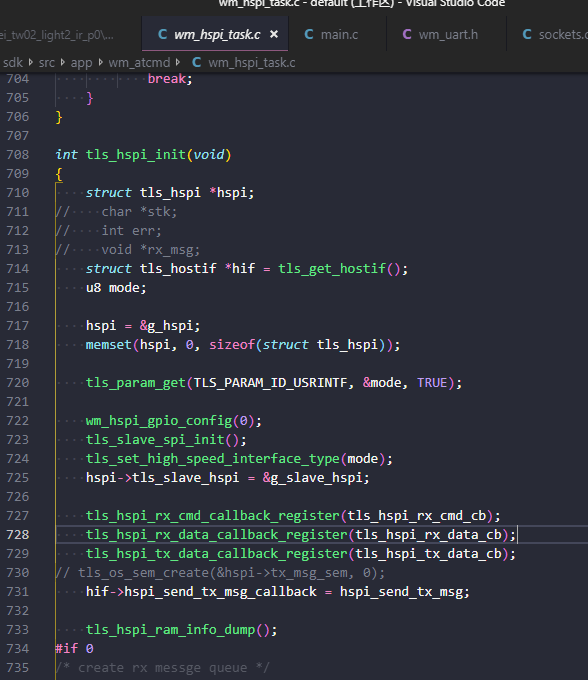 wm_hspi_task.c - default (工作区) - Visual Studio Code
ei_tw02_light2_ir_p0\...
C wm_hspi_task.c ×
C main.c
C wm_uart.h
C sockets.c
sdk › src › app › wm_atcmd › C wm_hspi_task.c
704 break;
705 }
706 }
707
708 int tls_hspi_init(void)
709 {
710 struct tls_hspi *hspi;
711 // char *stk;
712 // int err;
713 // void *rx_msg;
714 struct tls_hostif *hif = tls_get_hostif();
715 u8 mode;
716
717 hspi = &g_hspi;
718 memset(hspi, 0, sizeof(struct tls_hspi));
719
720 tls_param_get(TLS_PARAM_ID_USRINTF, &mode, TRUE);
721
722 wm_hspi_gpio_config(0);
723 tls_slave_spi_init();
724 tls_set_high_speed_interface_type(mode);
725 hspi->tls_slave_hspi = &g_slave_hspi;
726
727 tls_hspi_rx_cmd_callback_register(tls_hspi_rx_cmd_cb);
728 tls_hspi_rx_data_callback_register(tls_hspi_rx_data_cb);
729 tls_hspi_tx_data_callback_register(tls_hspi_tx_data_cb);
730 // tls_os_sem_create(&hspi->tx_msg_sem, 0);
731 hif->hspi_send_tx_msg_callback = hspi_send_tx_msg;
732
733 tls_hspi_ram_info_dump();
734 #if 0
735 /* create rx messge queue */